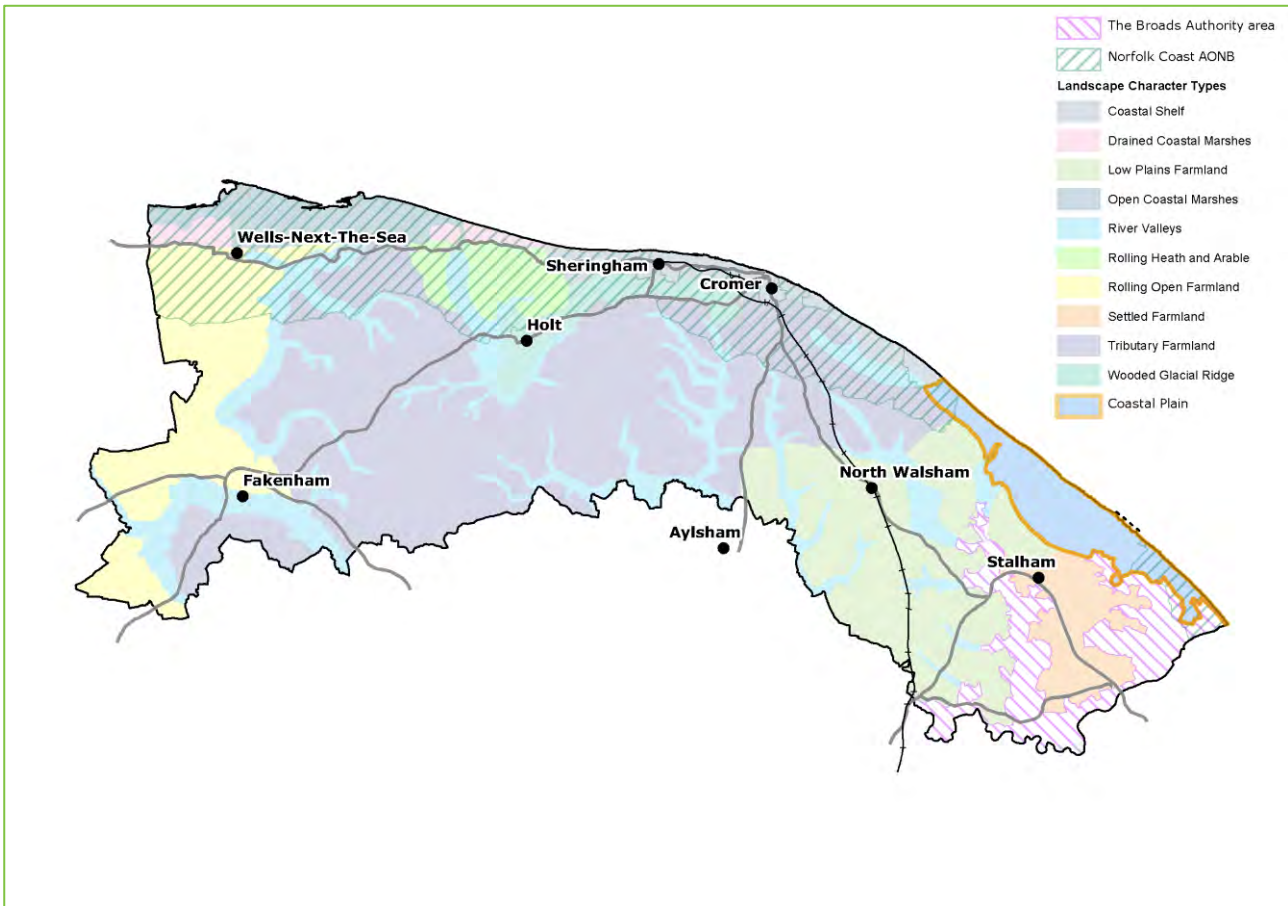 The Broads Authority area
Norfolk Coast AONB
Landscape Character Types
Coastal Shelf
Drained Coastal Marshes
Low Plains Farmland
Open Coastal Marshes
River Valleys
Rolling Heath and Arable
Rolling Open Farmland
Settled Farmland
Tributary Farmland
Wooded Glacial Ridge
Coastal Plain
Wells-Next-The-Sea
Sheringham
Cromer
Holt
Fakenham
North Walsham
Aylsham
Stalham